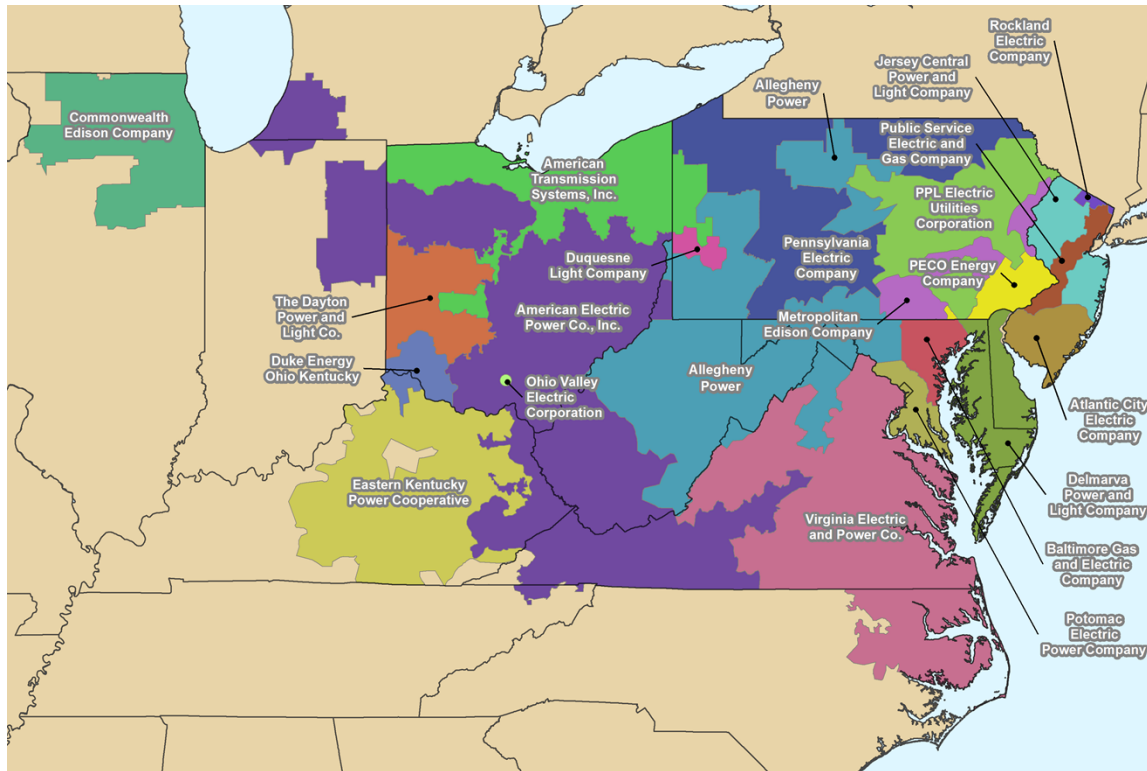 Rockland
Electric
Company
Jersey Central
Power and
Light Company
Allegheny
Power
Commonwealth
Edison Company
Public Service
Electric and
Gas Company
American
Transmission
Systems, Inc.
PPL Electric
Utilities
Corporation
Duquesne
Light Company
Pennsylvania
Electric
Company
PECO Energy
Company
The Dayton
Power and
Light Co.
American Electric
Power Co., Inc.
Metropolitan
Edison Company
Duke Energy
Ohio Kentucky
Ohio Valley
Electric
Corporation
Allegheny
Power
Atlantic City
Electric
Company
Eastern Kentucky
Power Cooperative
Delmarva
Power and
Light Company
Virginia Electric
and Power Co.
Baltimore Gas
and Electric
Company
Potomac
Electric
Power Company